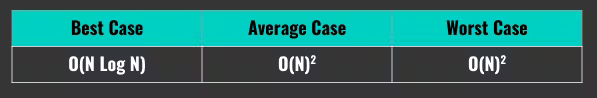 Best Case Average Case Worst Case
O(N Log N) O(N)² O(N)²